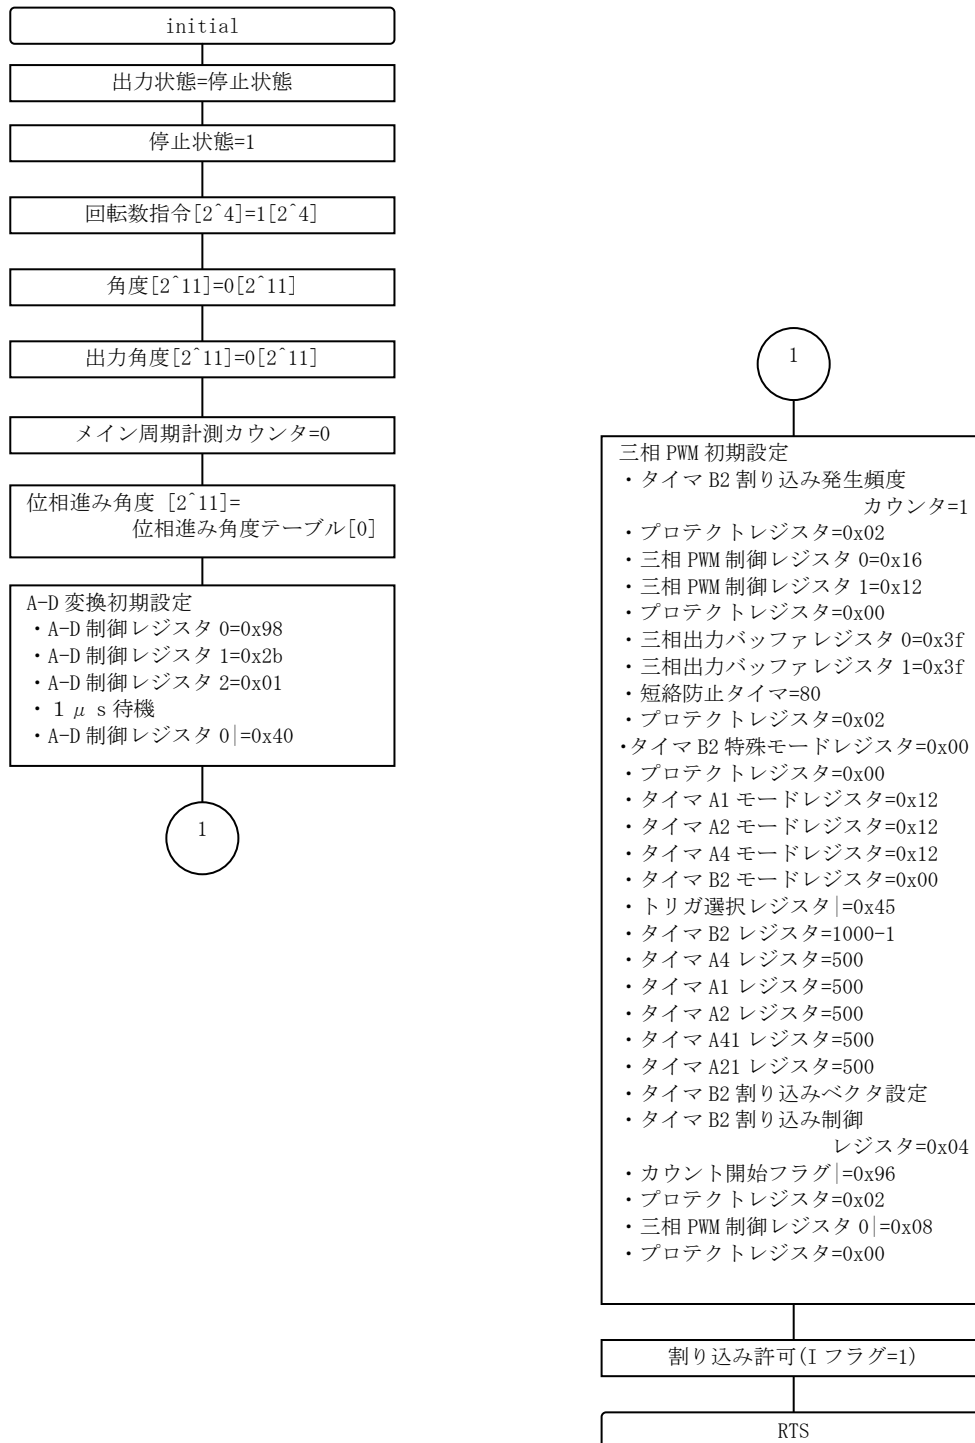 initial
出力状態=停止状態
停止状態=1
回転数指令[2^4]=1[2^4]
角度[2^11]=0[2^11]
出力角度[2^11]=0[2^11]
メイン周期計測カウンタ=0
位相進み角度 [2^11]=
位相進み角度テーブル[0]
A-D 変換初期設定
・A-D 制御レジスタ 0=0x98
・A-D 制御レジスタ 1=0x2b
・A-D 制御レジスタ 2=0x01
・１μｓ待機
・A-D 制御レジスタ 0|=0x40
1
1
三相 PWM 初期設定
・タイマ B2 割り込み発生頻度
カウンタ=1
・プロテクトレジスタ=0x02
・三相 PWM 制御レジスタ 0=0x16
・三相 PWM 制御レジスタ 1=0x12
・プロテクトレジスタ=0x00
・三相出力バッファレジスタ 0=0x3f
・三相出力バッファレジスタ 1=0x3f
・短絡防止タイマ=80
・プロテクトレジスタ=0x02
・タイマ B2 特殊モードレジスタ=0x00
・プロテクトレジスタ=0x00
・タイマ A1 モードレジスタ=0x12
・タイマ A2 モードレジスタ=0x12
・タイマ A4 モードレジスタ=0x12
・タイマ B2 モードレジスタ=0x00
・トリガ選択レジスタ|=0x45
・タイマ B2 レジスタ=1000-1
・タイマ A4 レジスタ=500
・タイマ A1 レジスタ=500
・タイマ A2 レジスタ=500
・タイマ A41 レジスタ=500
・タイマ A21 レジスタ=500
・タイマ B2 割り込みベクタ設定
・タイマ B2 割り込み制御
レジスタ=0x04
・カウント開始フラグ|=0x96
・プロテクトレジスタ=0x02
・三相 PWM 制御レジスタ 0|=0x08
・プロテクトレジスタ=0x00
割り込み許可(I フラグ=1)
RTS